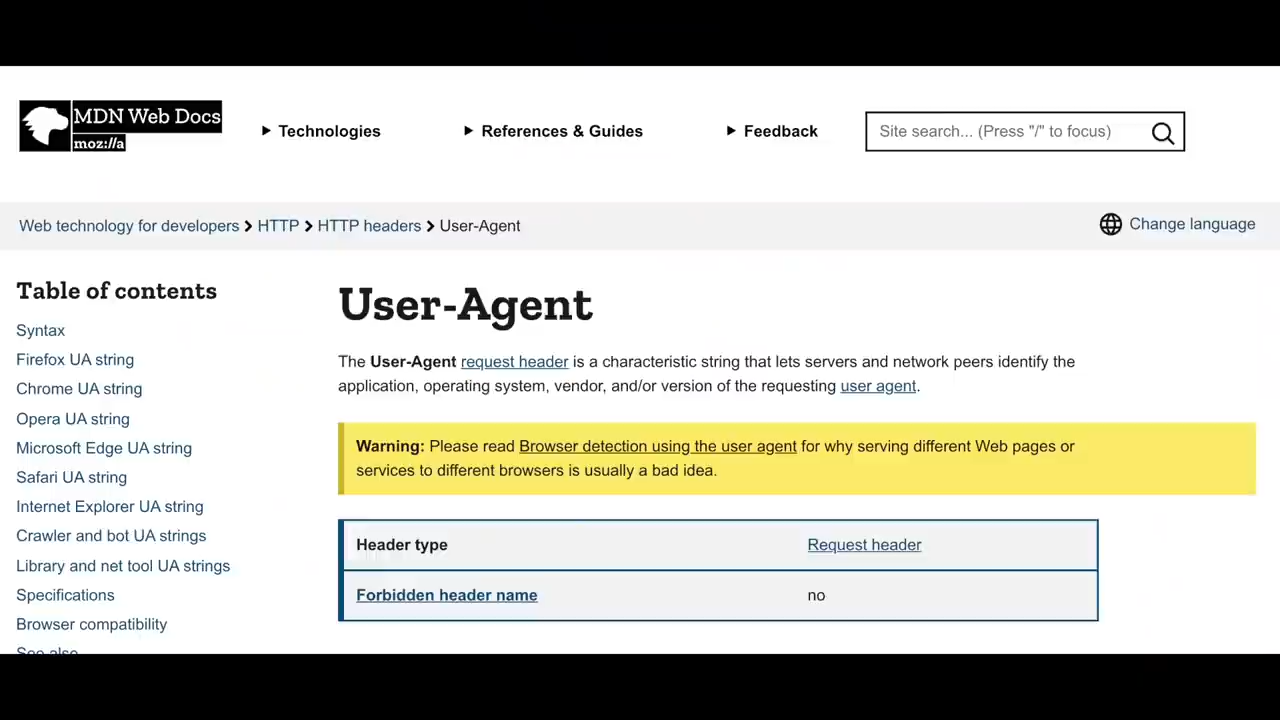 MDN Web Docs
moz://a
Technologies
References & Guides
Feedback
Site search... (Press "/" to focus)
Web technology for developers
HTTP
HTTP headers
User-Agent
Change language
Table of contents
Syntax
Firefox UA string
Chrome UA string
Opera UA string
Microsoft Edge UA string
Safari UA string
Internet Explorer UA string
Crawler and bot UA strings
Library and net tool UA strings
Specifications
Browser compatibility
See also
User-Agent
The User-Agent request header is a characteristic string that lets servers and network peers identify the
application, operating system, vendor, and/or version of the requesting user agent.
Warning: Please read Browser detection using the user agent for why serving different Web pages or
services to different browsers is usually a bad idea.
Header type Request header
Forbidden header name no